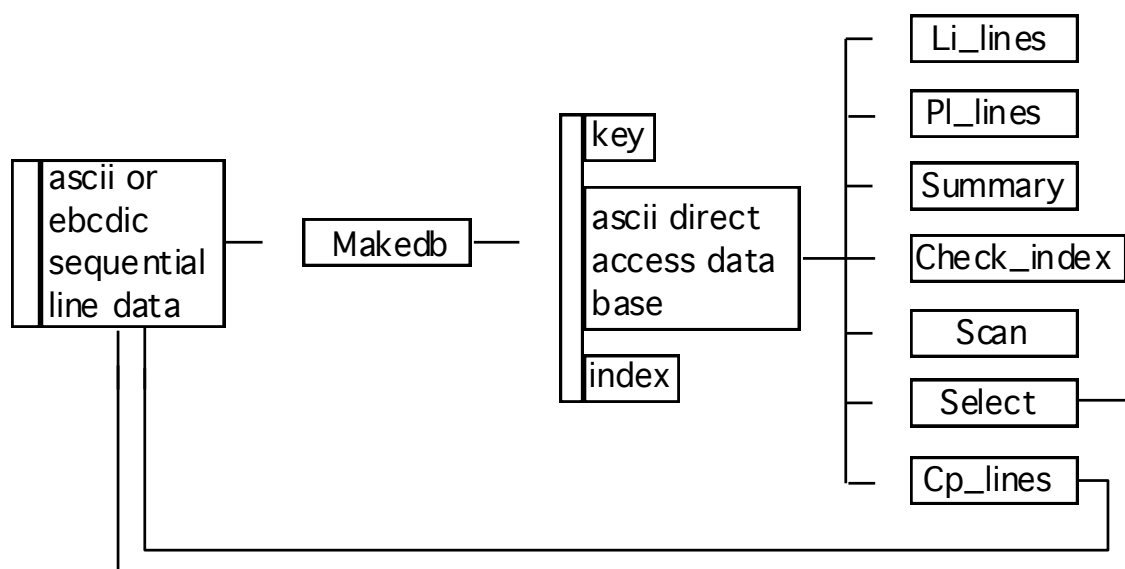 ascii or
ebcdic
sequential
line data
Makedb
key
ascii direct
access data
base
index
Li_lines
Pl_lines
Summary
Check_index
Scan
Select
Cp_lines